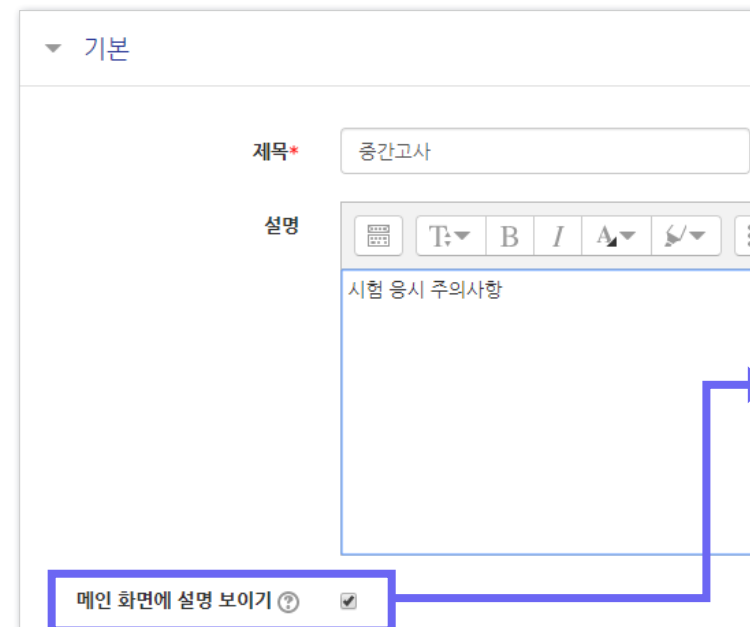 기본
제목*
중간고사
설명
T B I A
시험 응시 주의사항
메인 화면에 설명 보이기 ?